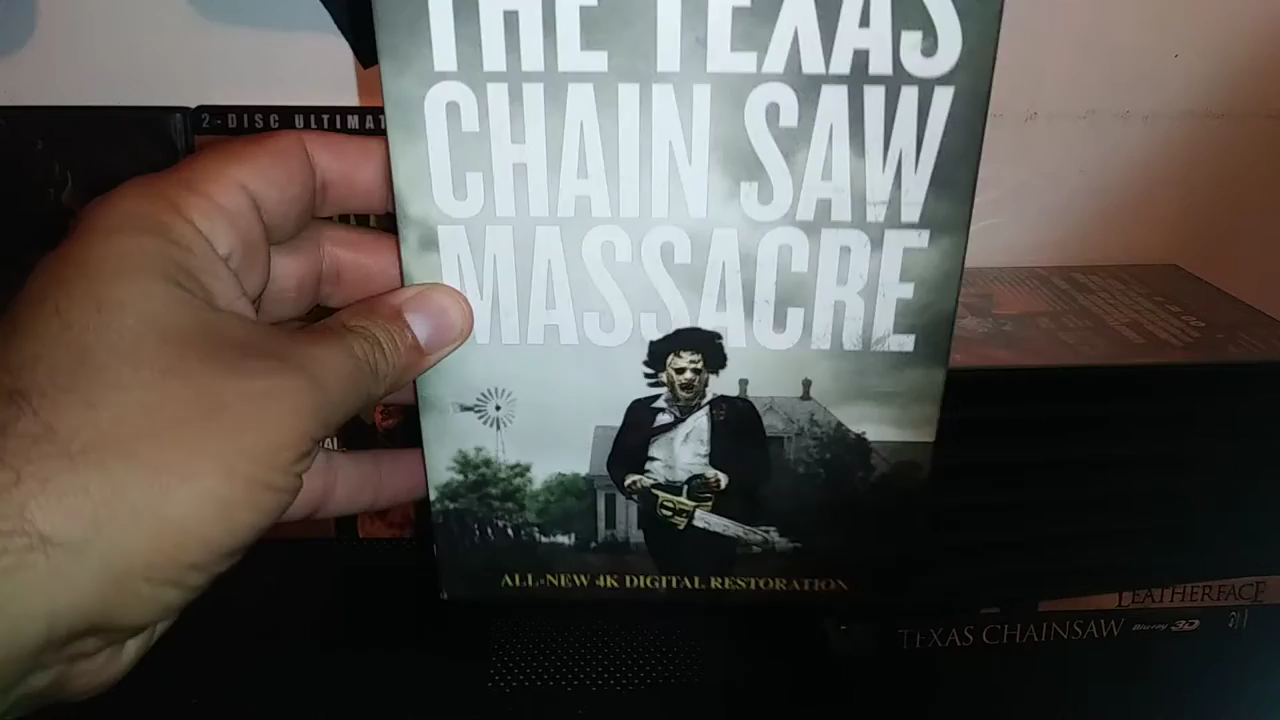 THE TEXAS
CHAIN SAW
MASSACRE
ALL-NEW 4K DIGITAL RESTORATION
2-DISC ULTIMAT
LEATHERFACE
TEXAS CHAINSAW Blu-ray 3D